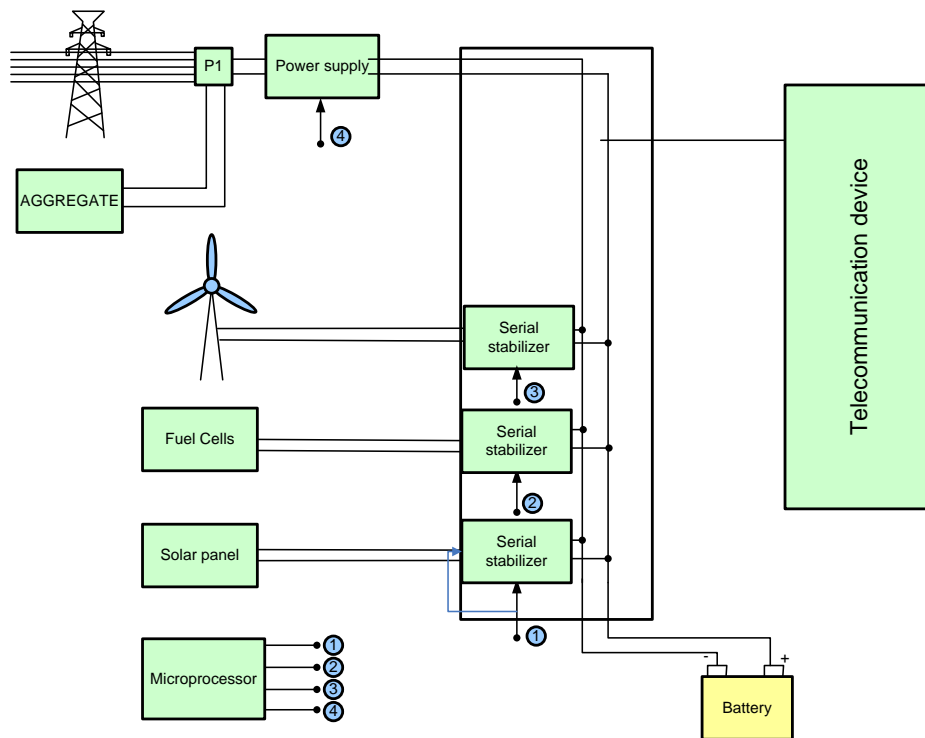 P1
Power supply
4
AGGREGATE
Telecommunication device
Serial
stabilizer
3
Fuel Cells
Serial
stabilizer
2
Solar panel
Serial
stabilizer
1
Microprocessor
1
2
3
4
- +
Battery